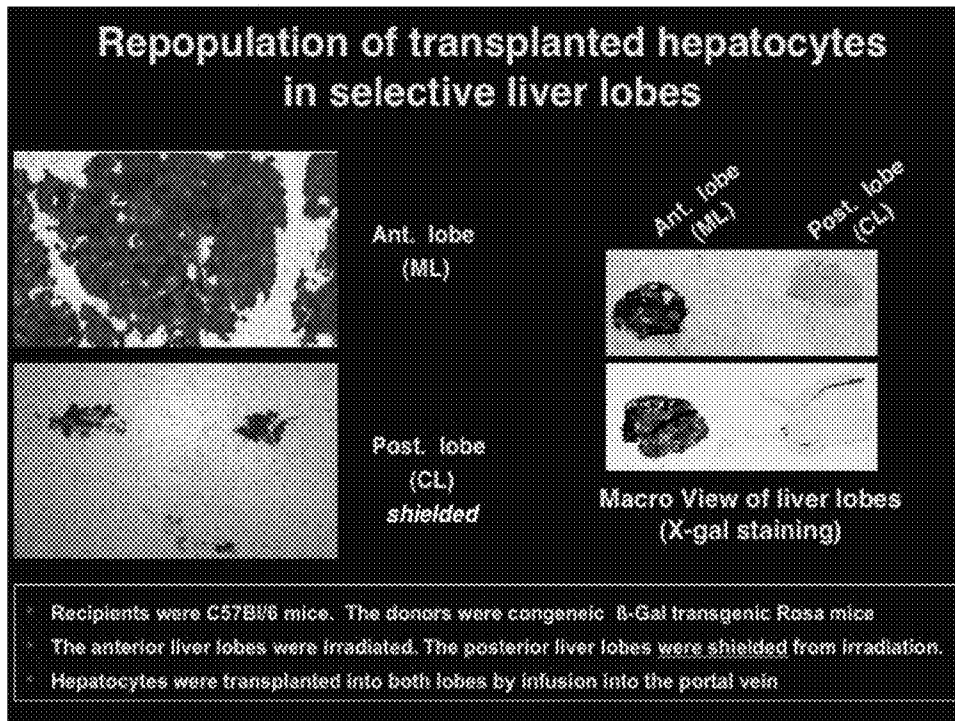 Repopulation of transplanted hepatocytes
in selective liver lobes
Ant. lobe
(ML)
Post. lobe
(CL)
shielded
Ant. lobe
(ML)
Post. lobe
(CL)
Macro View of liver lobes
(X-gal staining)
Recipients were C57Bl/6 mice. The donors were congeneic ß-Gal transgenic Rosa mice
The anterior liver lobes were irradiated. The posterior liver lobes were shielded from irradiation.
Hepatocytes were transplanted into both lobes by infusion into the portal vein